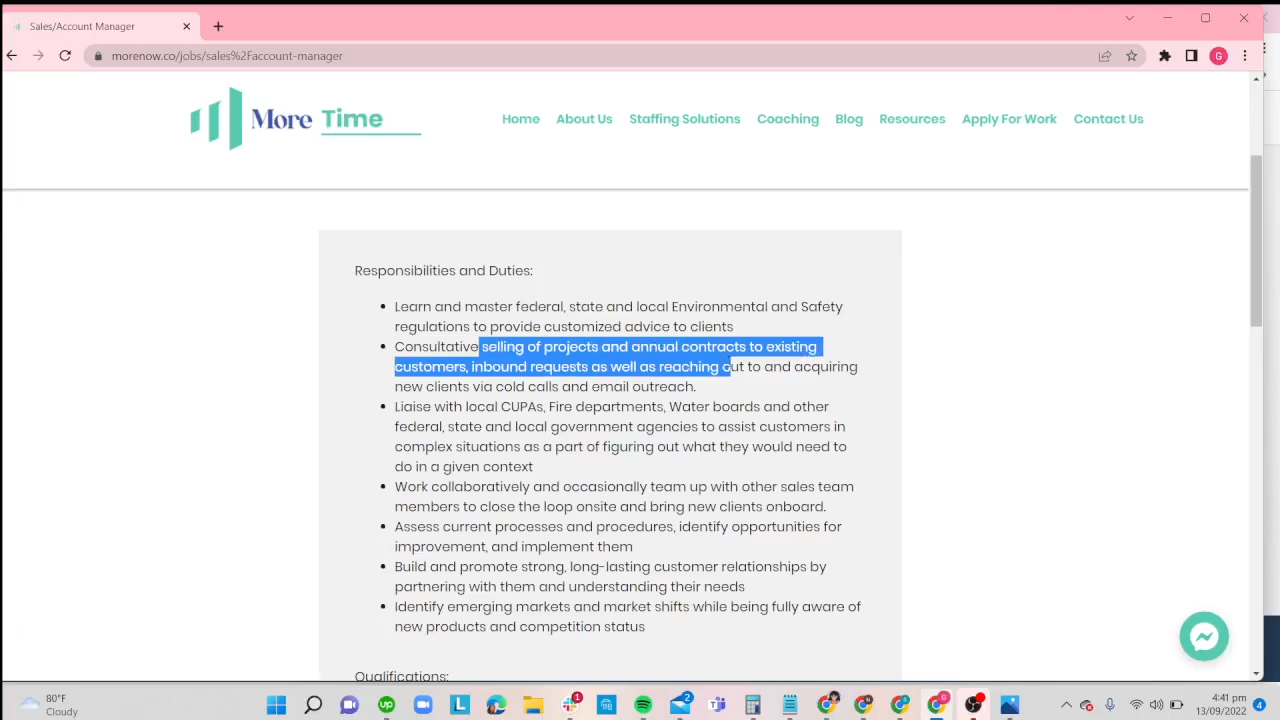 Sales/Account Manager
morenow.co/jobs/sales%2Faccount-manager
G
More Time
Home About Us Staffing Solutions Coaching Blog Resources Apply For Work Contact Us
Responsibilities and Duties:
• Learn and master federal, state and local Environmental and Safety
regulations to provide customized advice to clients
• Consultative selling of projects and annual contracts to existing
customers, inbound requests as well as reaching out to and acquiring
new clients via cold calls and email outreach.
• Liaise with local CUPAs, Fire departments, Water boards and other
federal, state and local government agencies to assist customers in
complex situations as a part of figuring out what they would need to
do in a given context
• Work collaboratively and occasionally team up with other sales team
members to close the loop onsite and bring new clients onboard.
• Assess current processes and procedures, identify opportunities for
improvement, and implement them
• Build and promote strong, long-lasting customer relationships by
partnering with them and understanding their needs
• Identify emerging markets and market shifts while being fully aware of
new products and competition status
Qualifications:
80°F
Cloudy
up
L
1
2
4:41 pm
13/09/2022
4